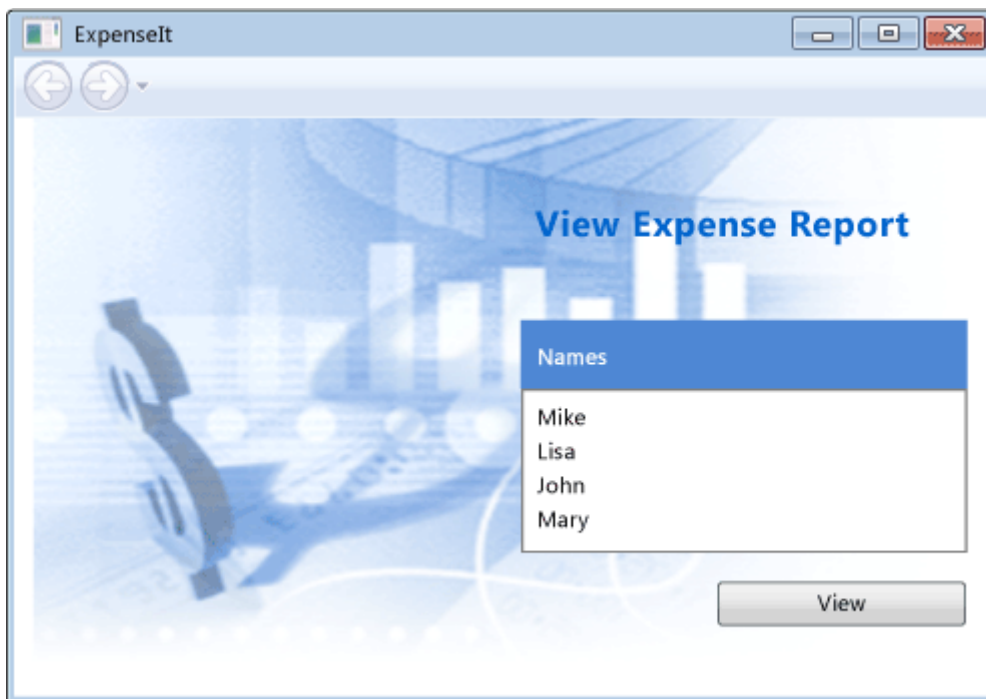 ExpenseIt
View Expense Report
Names
Mike
Lisa
John
Mary
View